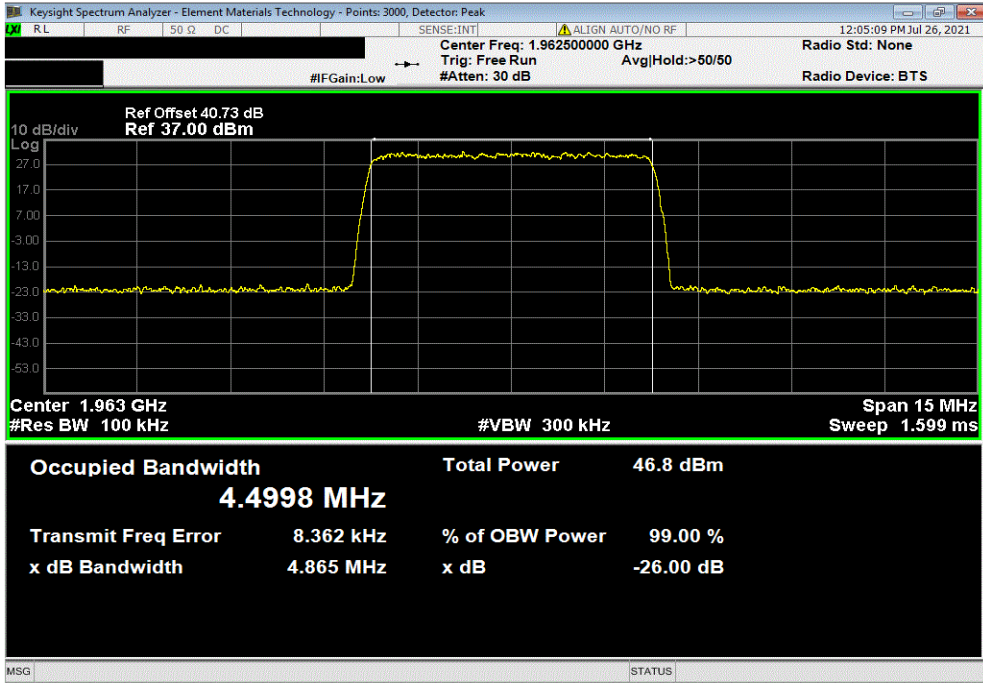 Keysight Spectrum Analyzer - Element Materials Technology - Points: 3000, Detector: Peak
LXI RL RF 50 Ω DC SENSE:INT ALIGN AUTO/NO RF 12:05:09 PM Jul 26, 2021
Center Freq: 1.962500000 GHz Radio Std: None
Trig: Free Run Avg|Hold:>50/50
#IFGain:Low #Atten: 30 dB Radio Device: BTS
Ref Offset 40.73 dB
10 dB/div Ref 37.00 dBm
Log
27.0
17.0
7.00
-3.00
-13.0
-23.0
-33.0
-43.0
-53.0
Center 1.963 GHz Span 15 MHz
#Res BW 100 kHz #VBW 300 kHz Sweep 1.599 ms
Occupied Bandwidth Total Power 46.8 dBm
4.4998 MHz
Transmit Freq Error 8.362 kHz % of OBW Power 99.00 %
x dB Bandwidth 4.865 MHz x dB -26.00 dB
MSG STATUS